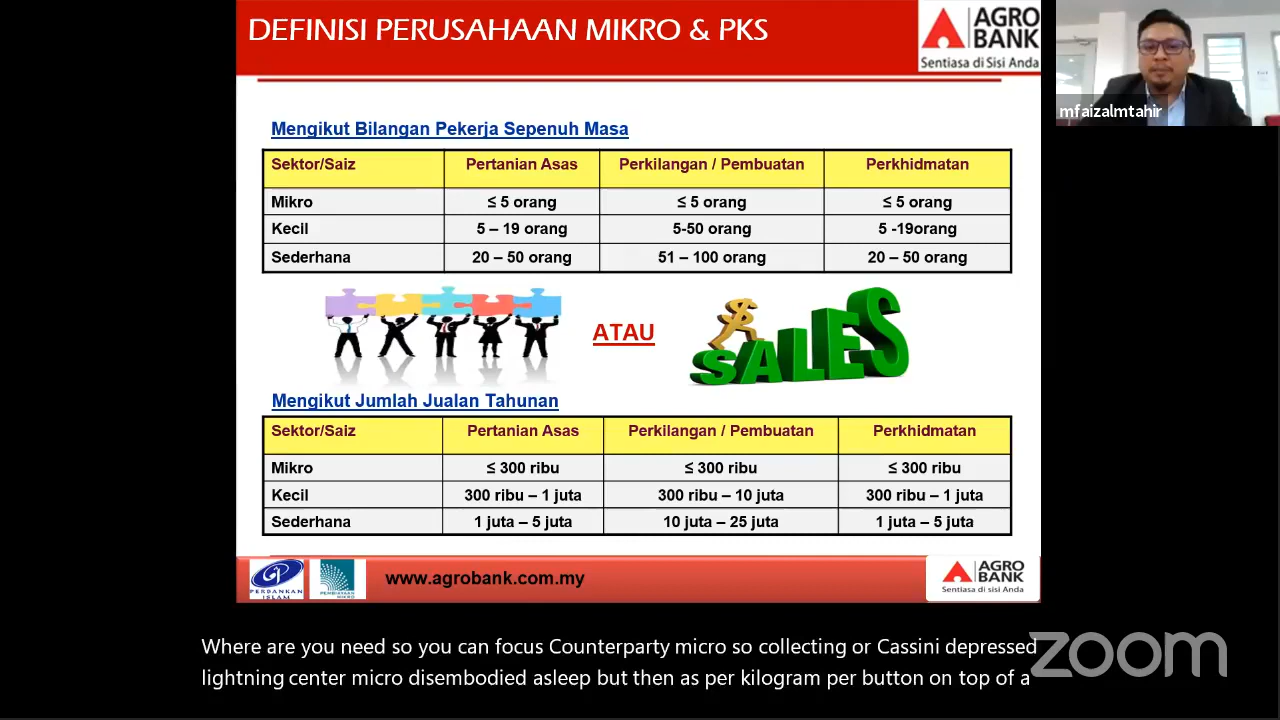 DEFINISI PERUSAHAAN MIKRO & PKS
AGRO
BANK
Sentiasa di Sisi Anda
mfaizalmtahir
Mengikut Bilangan Pekerja Sepenuh Masa
Sektor/Saiz Pertanian Asas Perkilangan / Pembuatan Perkhidmatan
Mikro ≤ 5 orang ≤ 5 orang ≤ 5 orang
Kecil 5 – 19 orang 5-50 orang 5 -19orang
Sederhana 20 – 50 orang 51 – 100 orang 20 – 50 orang
ATAU
SALES
Mengikut Jumlah Jualan Tahunan
Sektor/Saiz Pertanian Asas Perkilangan / Pembuatan Perkhidmatan
Mikro ≤ 300 ribu ≤ 300 ribu ≤ 300 ribu
Kecil 300 ribu – 1 juta 300 ribu – 10 juta 300 ribu – 1 juta
Sederhana 1 juta – 5 juta 10 juta – 25 juta 1 juta – 5 juta
PERBANKAN
ISLAM
PEMBIAYAAN
MIKRO
www.agrobank.com.my
AGRO
BANK
Sentiasa di sisi Anda
Where are you need so you can focus Counterparty micro so collecting or Cassini depressed
lightning center micro disembodied asleep but then as per kilogram per button on top of a
zoom